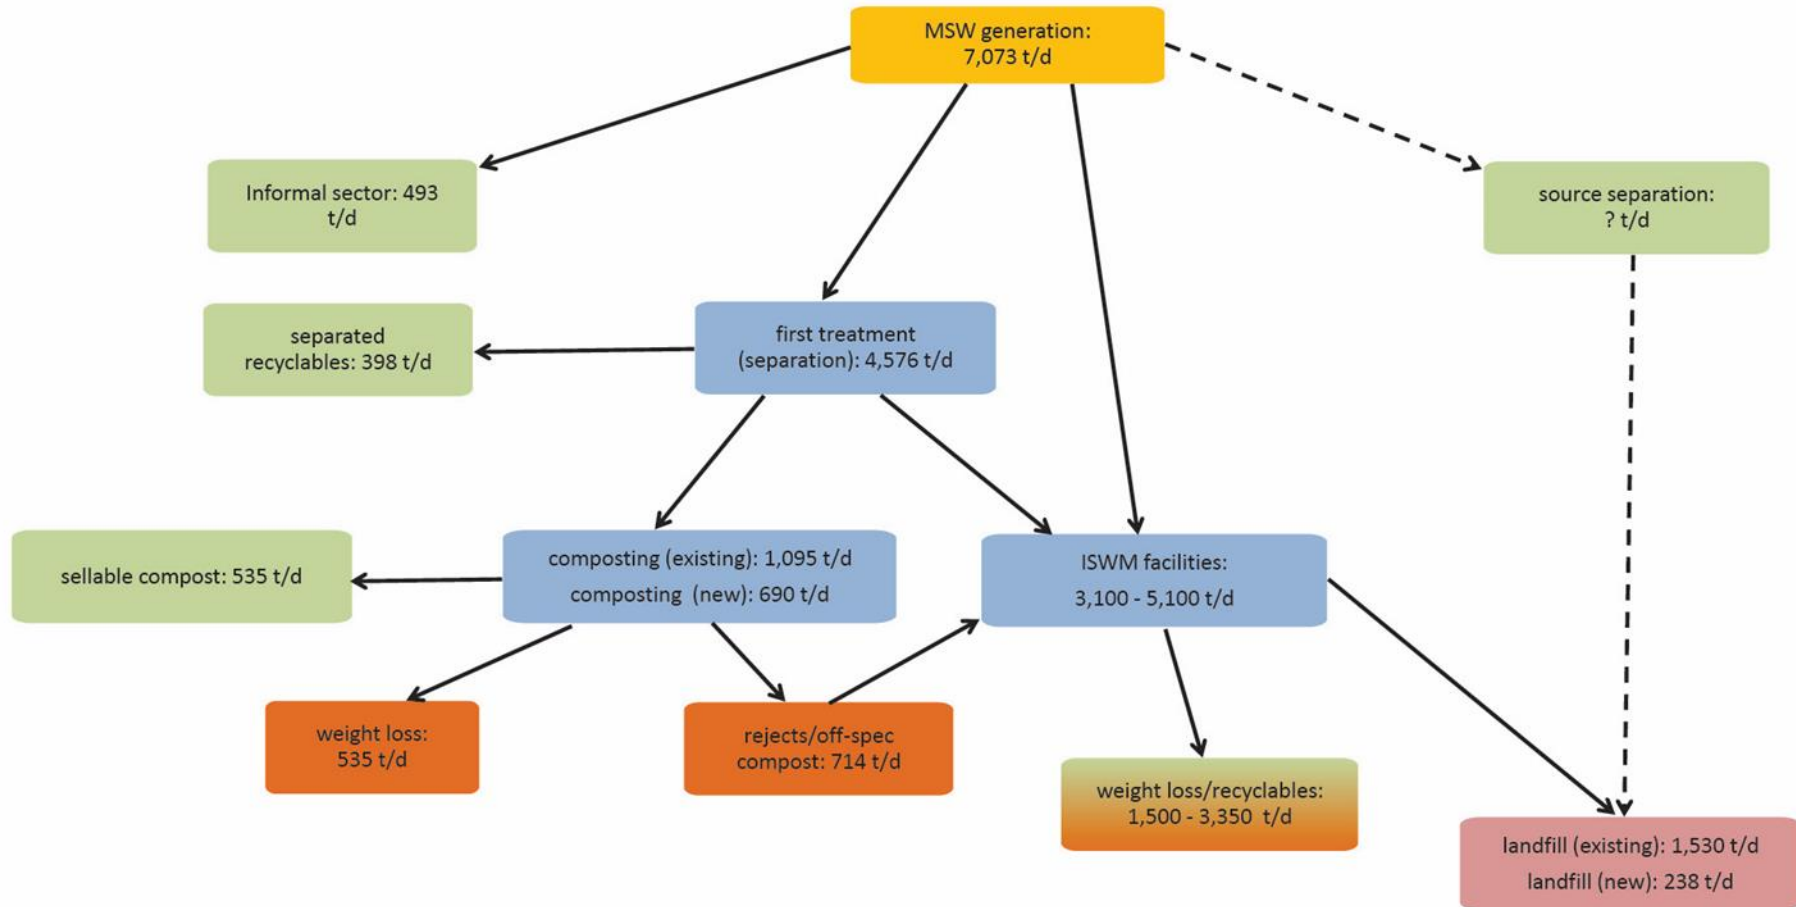 MSW generation:
7,073 t/d
Informal sector: 493
t/d
source separation:
? t/d
separated
recyclables: 398 t/d
first treatment
(separation): 4,576 t/d
sellable compost: 535 t/d
composting (existing): 1,095 t/d
composting (new): 690 t/d
ISWM facilities:
3,100 - 5,100 t/d
weight loss:
535 t/d
rejects/off-spec
compost: 714 t/d
weight loss/recyclables:
1,500 - 3,350 t/d
landfill (existing): 1,530 t/d
landfill (new): 238 t/d